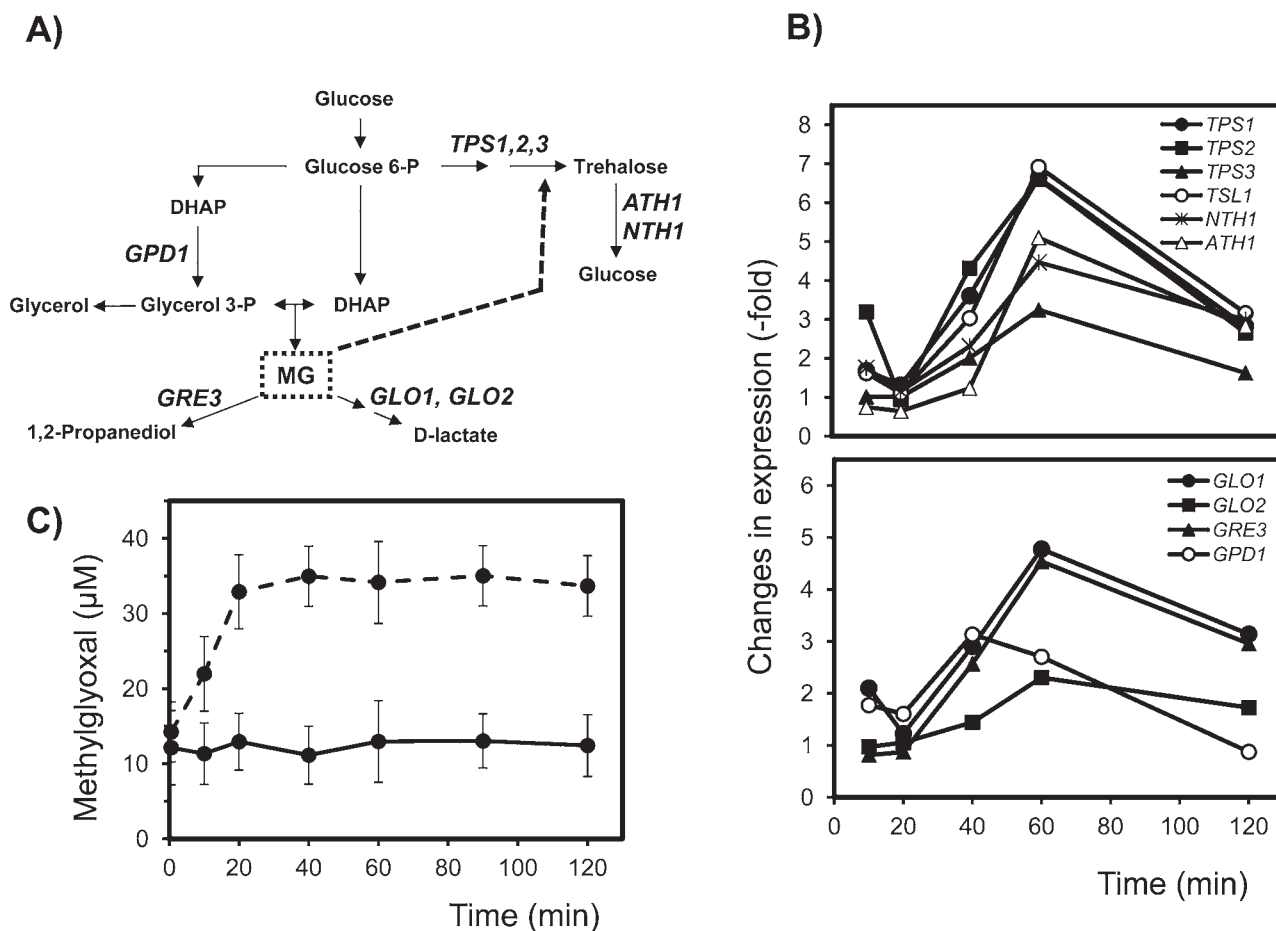 A)
Glucose
Glucose 6-P
TPS1,2,3
Trehalose
DHAP
ATH1
NTH1
GPD1
Glucose
Glycerol
Glycerol 3-P
DHAP
MG
GRE3
GLO1, GLO2
1,2-Propanediol
D-lactate
B)
Changes in expression (-fold)
8
7
6
5
4
3
2
1
0
TPS1
TPS2
TPS3
TSL1
NTH1
ATH1
6
5
4
3
2
1
0
GLO1
GLO2
GRE3
GPD1
0 20 40 60 80 100 120
Time (min)
C)
Methylglyoxal (µM)
40
30
20
10
0
0 20 40 60 80 100 120
Time (min)